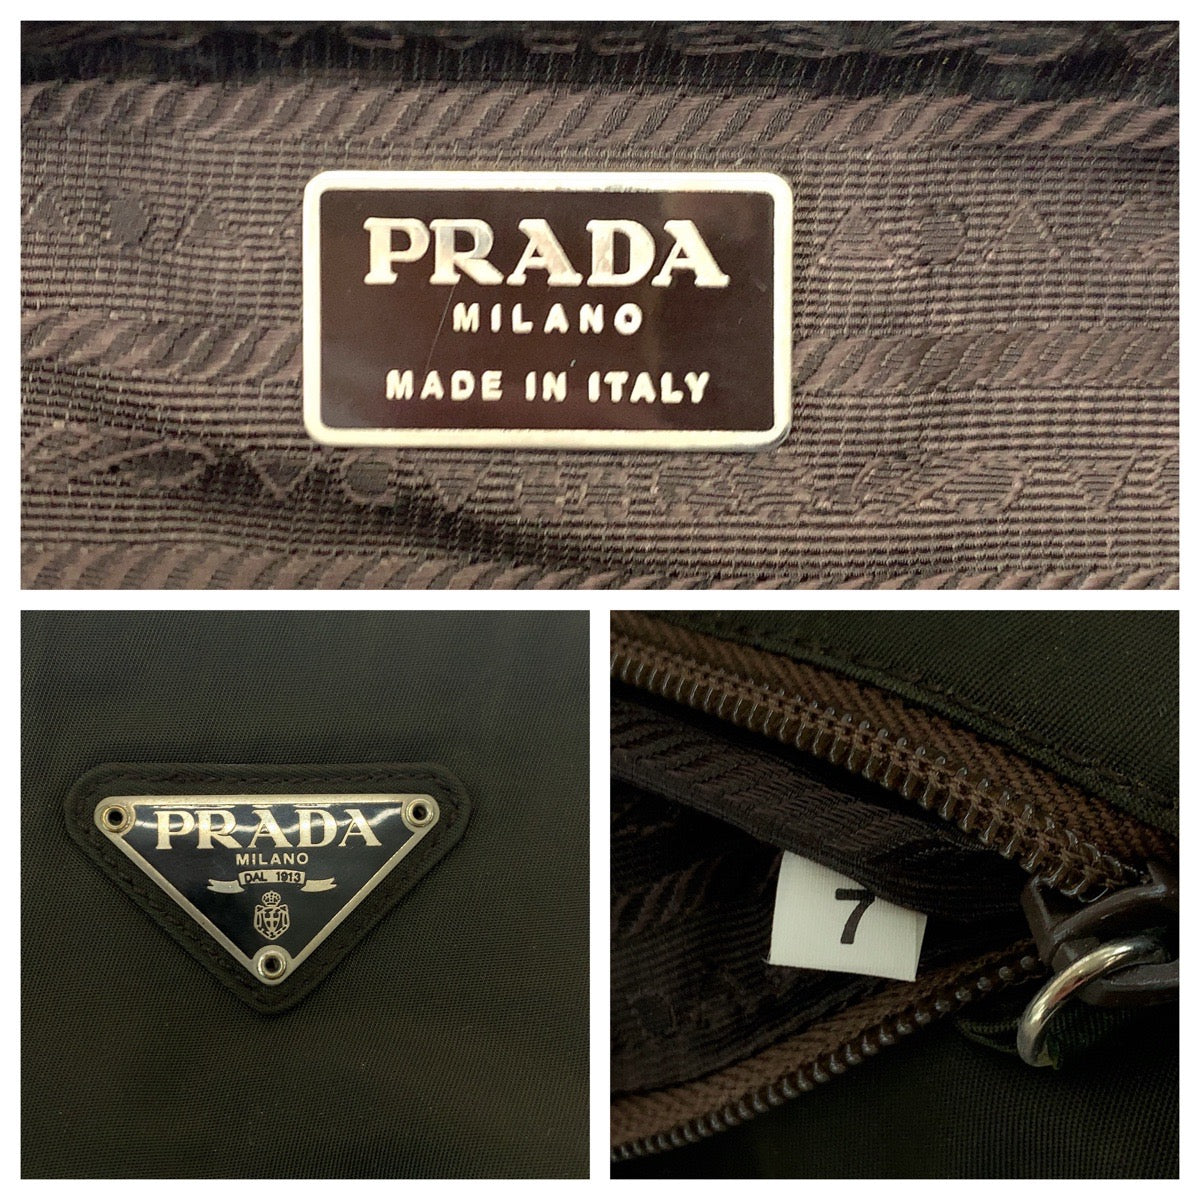 PRADA
MILANO
MADE IN ITALY
PRADA
MILANO
DAL 1913
7